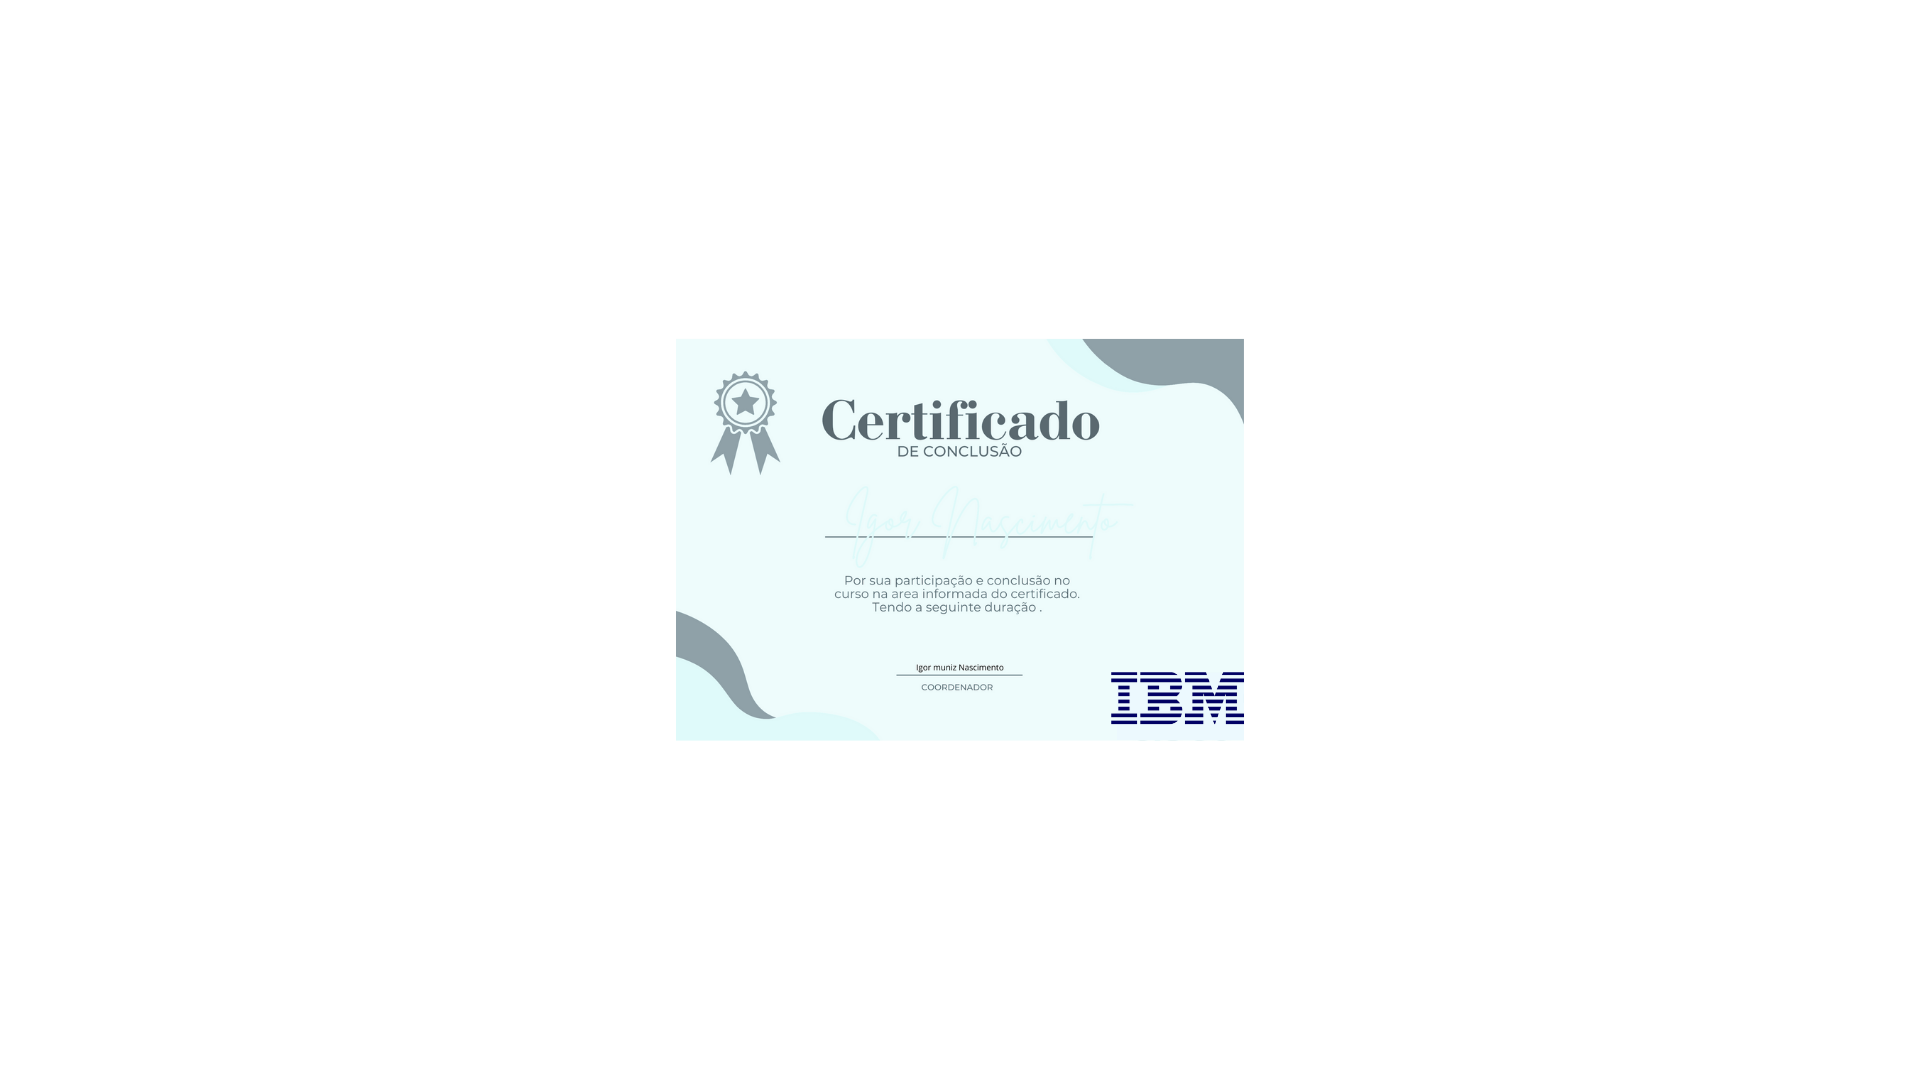 Certificado
DE CONCLUSÃO
Igor Nascimento
Por sua participação e conclusão no
curso na area informada do certificado.
Tendo a seguinte duração .
Igor muniz Nascimento
COORDENADOR
IBM